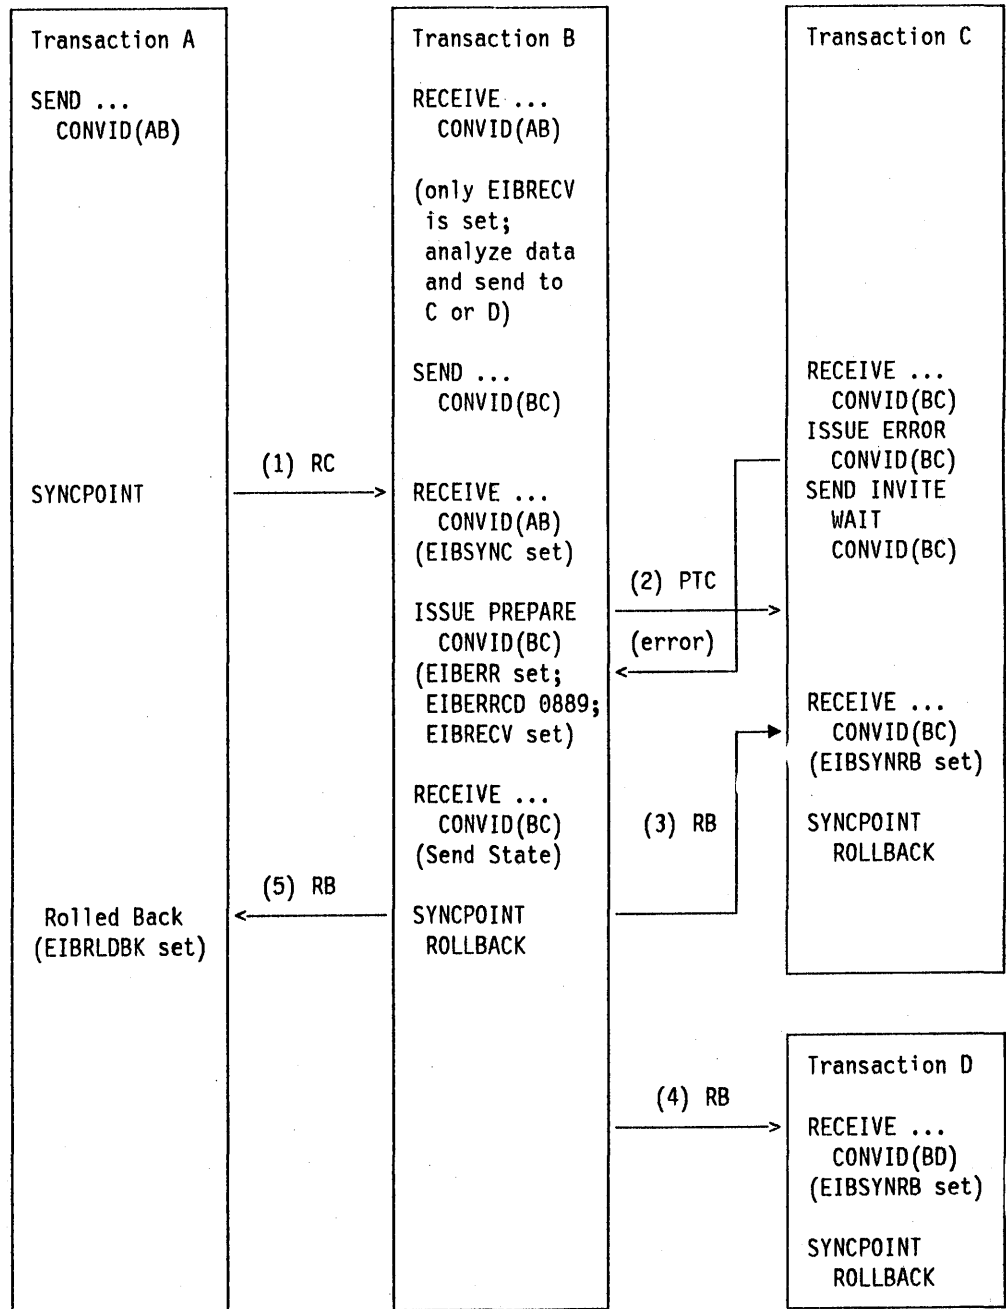 Transaction A
SEND ...
CONVID(AB)
SYNCPOINT
Rolled Back
(EIBRLDBK set)
(1) RC
(5) RB
Transaction B
RECEIVE ...
CONVID(AB)
(only EIBRECV
is set;
analyze data
and send to
C or D)
SEND ...
CONVID(BC)
RECEIVE ...
CONVID(AB)
(EIBSYNC set)
ISSUE PREPARE
CONVID(BC)
(EIBERR set;
EIBERRCD 0889;
EIBRECV set)
RECEIVE ...
CONVID(BC)
(Send State)
SYNCPOINT
ROLLBACK
(2) PTC
(error)
(3) RB
(4) RB
Transaction C
RECEIVE ...
CONVID(BC)
ISSUE ERROR
CONVID(BC)
SEND INVITE
WAIT
CONVID(BC)
RECEIVE ...
CONVID(BC)
(EIBSYNRB set)
SYNCPOINT
ROLLBACK
Transaction D
RECEIVE ...
CONVID(BD)
(EIBSYNRB set)
SYNCPOINT
ROLLBACK